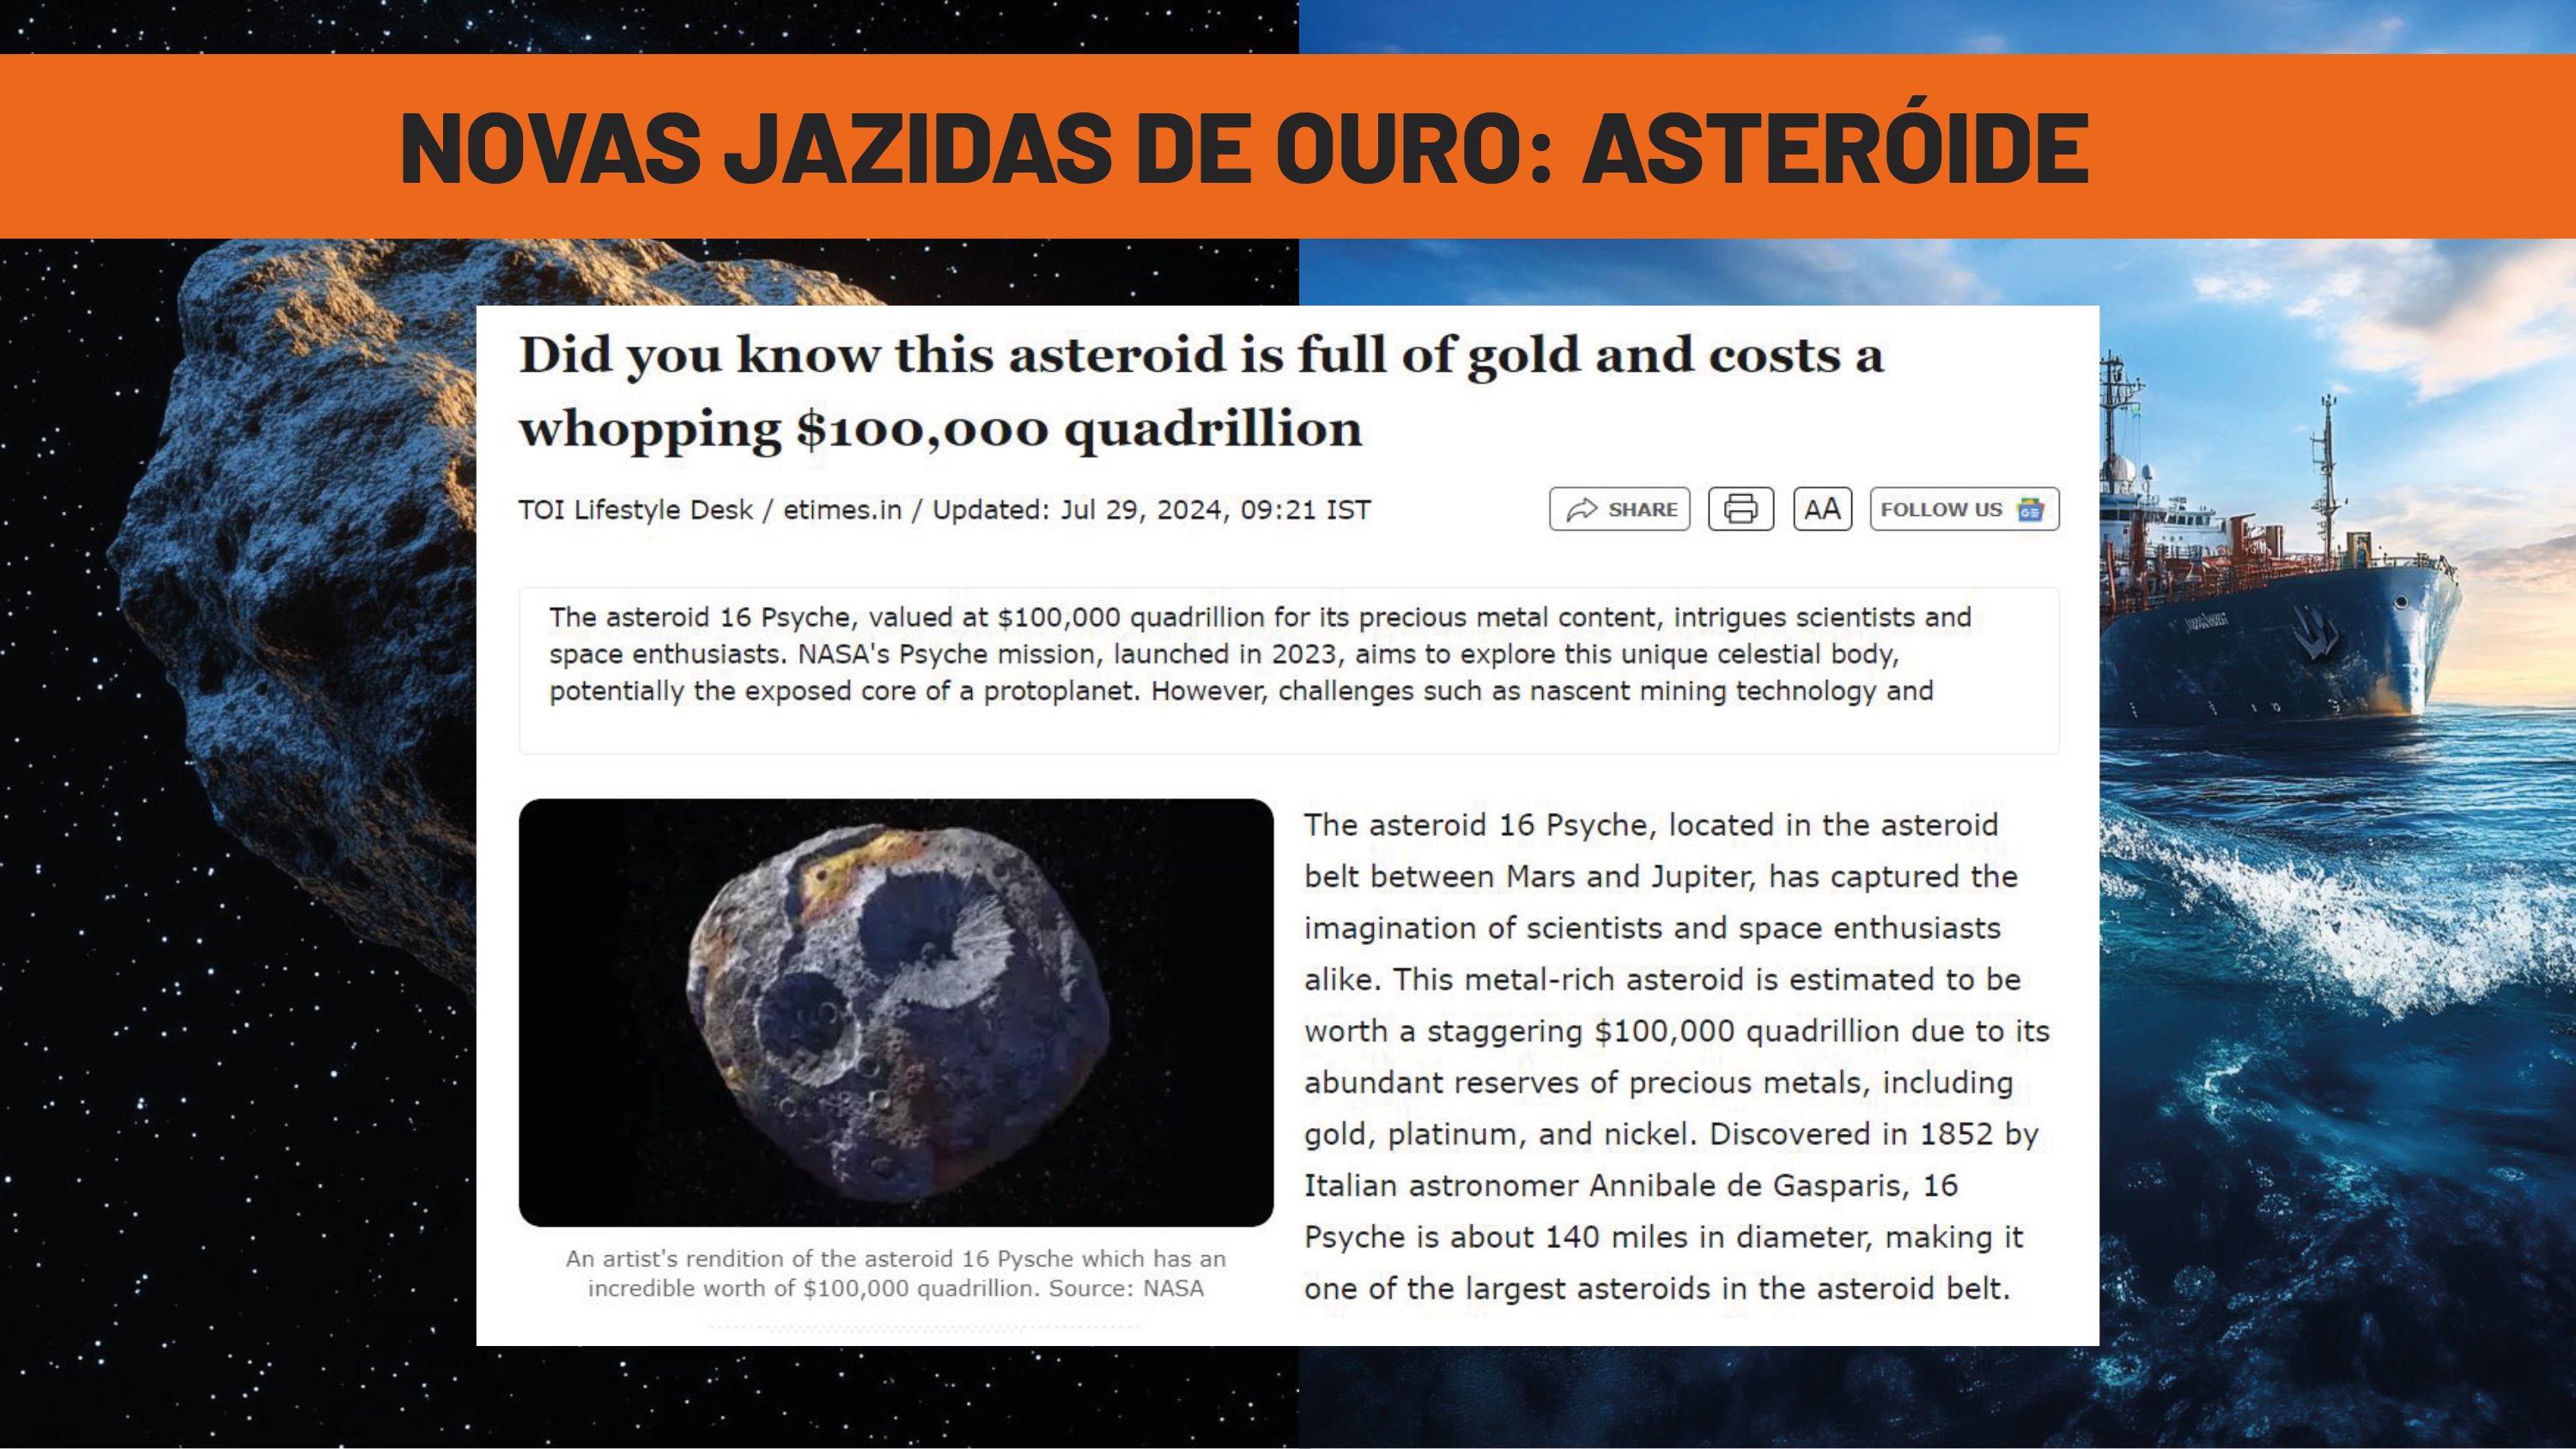 NOVAS JAZIDAS DE OURO: ASTERÓIDE
Did you know this asteroid is full of gold and costs a
whopping $100,000 quadrillion
TOI Lifestyle Desk / etimes.in / Updated: Jul 29, 2024, 09:21 IST
SHARE
AA
FOLLOW US
GE
The asteroid 16 Psyche, valued at $100,000 quadrillion for its precious metal content, intrigues scientists and
space enthusiasts. NASA's Psyche mission, launched in 2023, aims to explore this unique celestial body,
potentially the exposed core of a protoplanet. However, challenges such as nascent mining technology and
The asteroid 16 Psyche, located in the asteroid
belt between Mars and Jupiter, has captured the
imagination of scientists and space enthusiasts
alike. This metal-rich asteroid is estimated to be
worth a staggering $100,000 quadrillion due to its
abundant reserves of precious metals, including
gold, platinum, and nickel. Discovered in 1852 by
Italian astronomer Annibale de Gasparis, 16
Psyche is about 140 miles in diameter, making it
one of the largest asteroids in the asteroid belt.
An artist's rendition of the asteroid 16 Pysche which has an
incredible worth of $100,000 quadrillion. Source: NASA